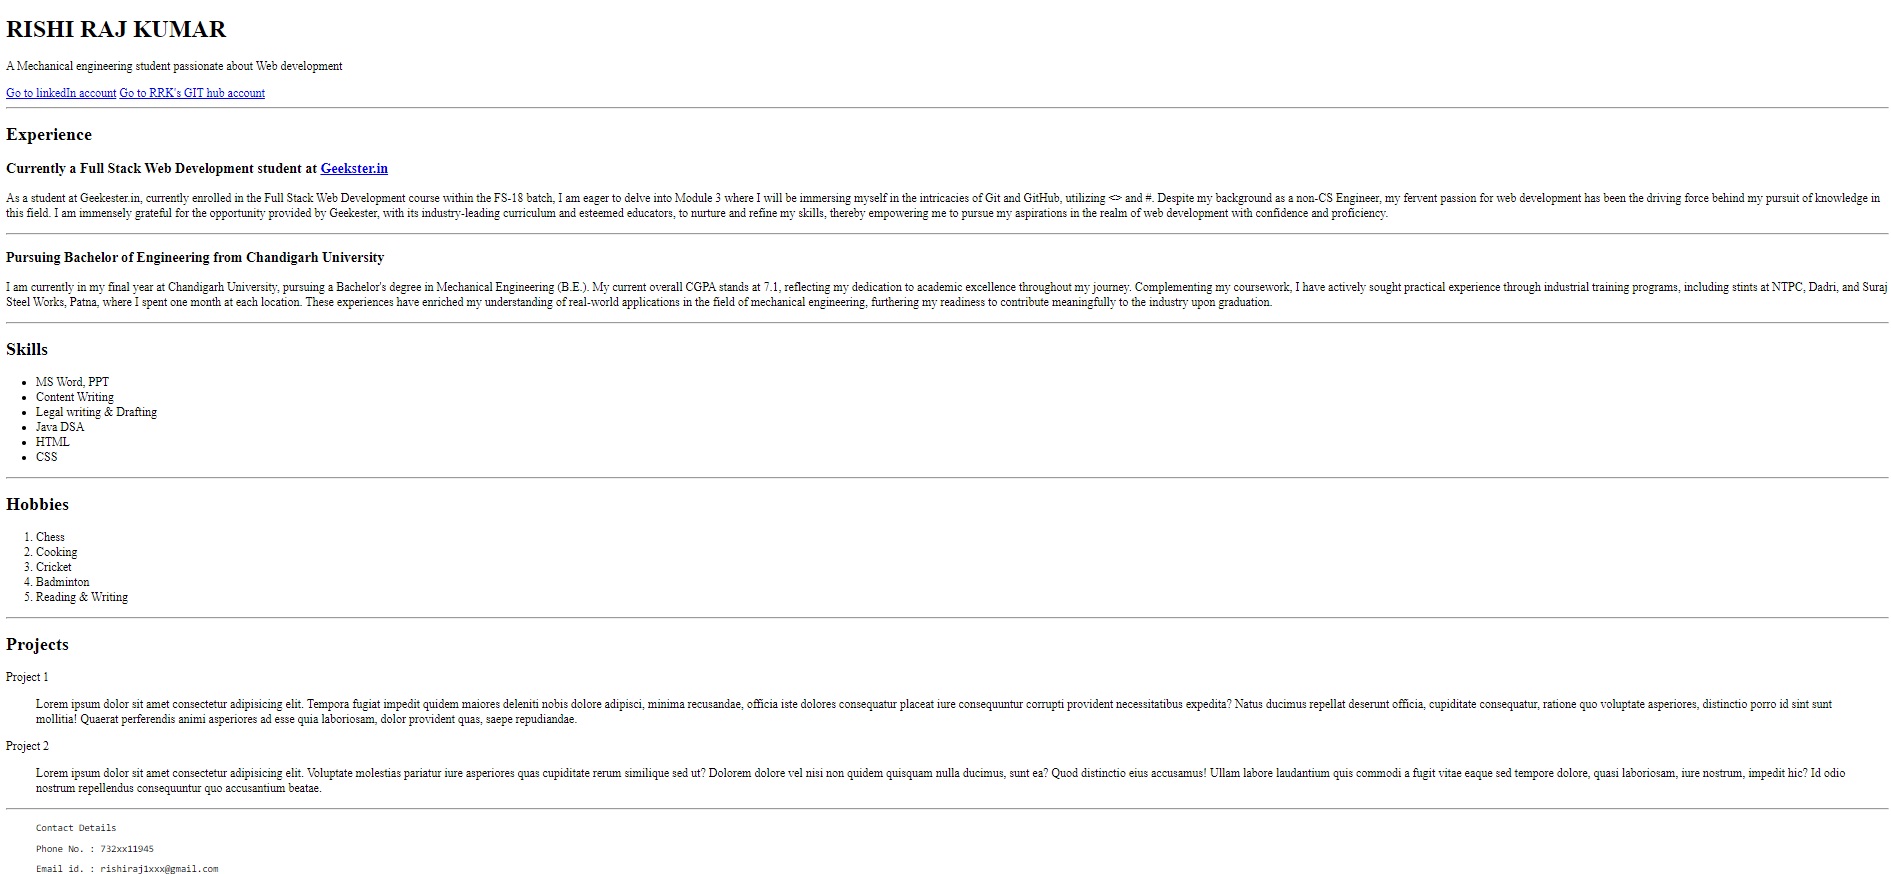 RISHI RAJ KUMAR
A Mechanical engineering student passionate about Web development
Go to linkedIn account Go to RRK's GIT hub account
Experience
Currently a Full Stack Web Development student at Geekster.in
As a student at Geekester.in, currently enrolled in the Full Stack Web Development course within the FS-18 batch, I am eager to delve into Module 3 where I will be immersing myself in the intricacies of Git and GitHub, utilizing <> and #. Despite my background as a non-CS Engineer, my fervent passion for web development has been the driving force behind my pursuit of knowledge in
this field. I am immensely grateful for the opportunity provided by Geekester, with its industry-leading curriculum and esteemed educators, to nurture and refine my skills, thereby empowering me to pursue my aspirations in the realm of web development with confidence and proficiency.
Pursuing Bachelor of Engineering from Chandigarh University
I am currently in my final year at Chandigarh University, pursuing a Bachelor's degree in Mechanical Engineering (B.E.). My current overall CGPA stands at 7.1, reflecting my dedication to academic excellence throughout my journey. Complementing my coursework, I have actively sought practical experience through industrial training programs, including stints at NTPC, Dadri, and Suraj
Steel Works, Patna, where I spent one month at each location. These experiences have enriched my understanding of real-world applications in the field of mechanical engineering, furthering my readiness to contribute meaningfully to the industry upon graduation.
Skills
• MS Word, PPT
• Content Writing
• Legal writing & Drafting
• Java DSA
• HTML
• CSS
Hobbies
1. Chess
2. Cooking
3. Cricket
4. Badminton
5. Reading & Writing
Projects
Project 1
Lorem ipsum dolor sit amet consectetur adipisicing elit. Tempora fugiat impedit quidem maiores deleniti nobis dolore adipisci, minima recusandae, officia iste dolores consequatur placeat iure consequuntur corrupti provident necessitatibus expedita? Natus ducimus repellat deserunt officia, cupiditate consequatur, ratione quo voluptate asperiores, distinctio porro id sint sunt
mollitia! Quaerat perferendis animi asperiores ad esse quia laboriosam, dolor provident quas, saepe repudiandae.
Project 2
Lorem ipsum dolor sit amet consectetur adipisicing elit. Voluptate molestias pariatur iure asperiores quas cupiditate rerum similique sed ut? Dolorem dolore vel nisi non quidem quisquam nulla ducimus, sunt ea? Quod distinctio eius accusamus! Ullam labore laudantium quis commodi a fugit vitae eaque sed tempore dolore, quasi laboriosam, iure nostrum, impedit hic? Id odio
nostrum repellendus consequuntur quo accusantium beatae.
Contact Details
Phone No. : 732xx11945
Email id. : rishiraj1xxx@gmail.com